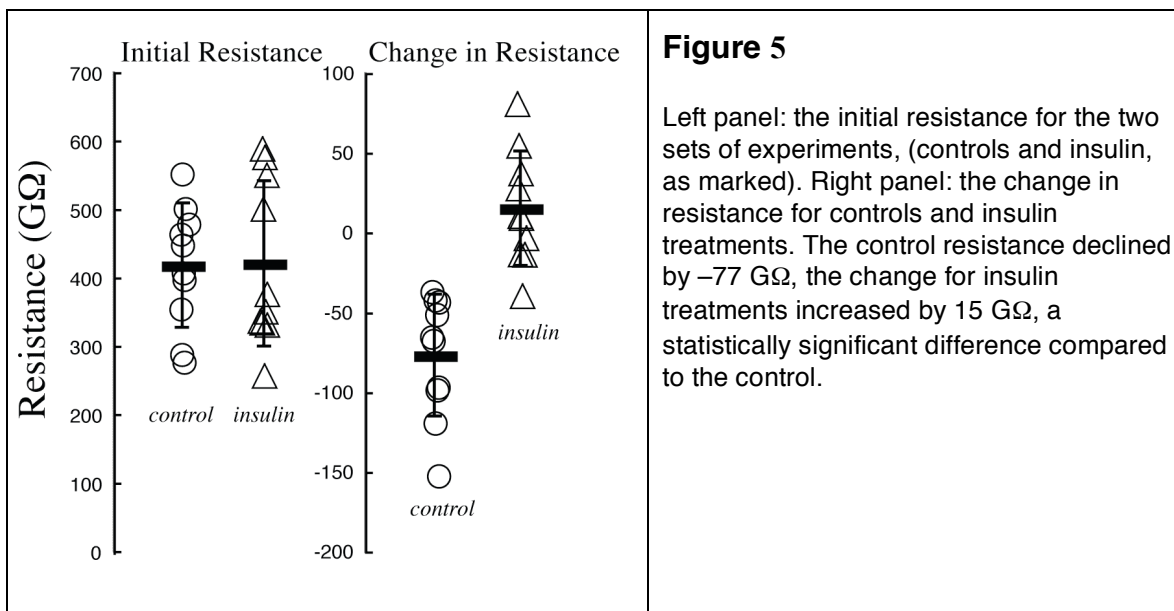 Initial Resistance
Change in Resistance
Resistance (GΩ)
700
600
500
400
300
200
100
0
control
insulin
100
50
0
-50
-100
-150
-200
control
insulin
Figure 5
Left panel: the initial resistance for the two
sets of experiments, (controls and insulin,
as marked). Right panel: the change in
resistance for controls and insulin
treatments. The control resistance declined
by –77 GΩ, the change for insulin
treatments increased by 15 GΩ, a
statistically significant difference compared
to the control.